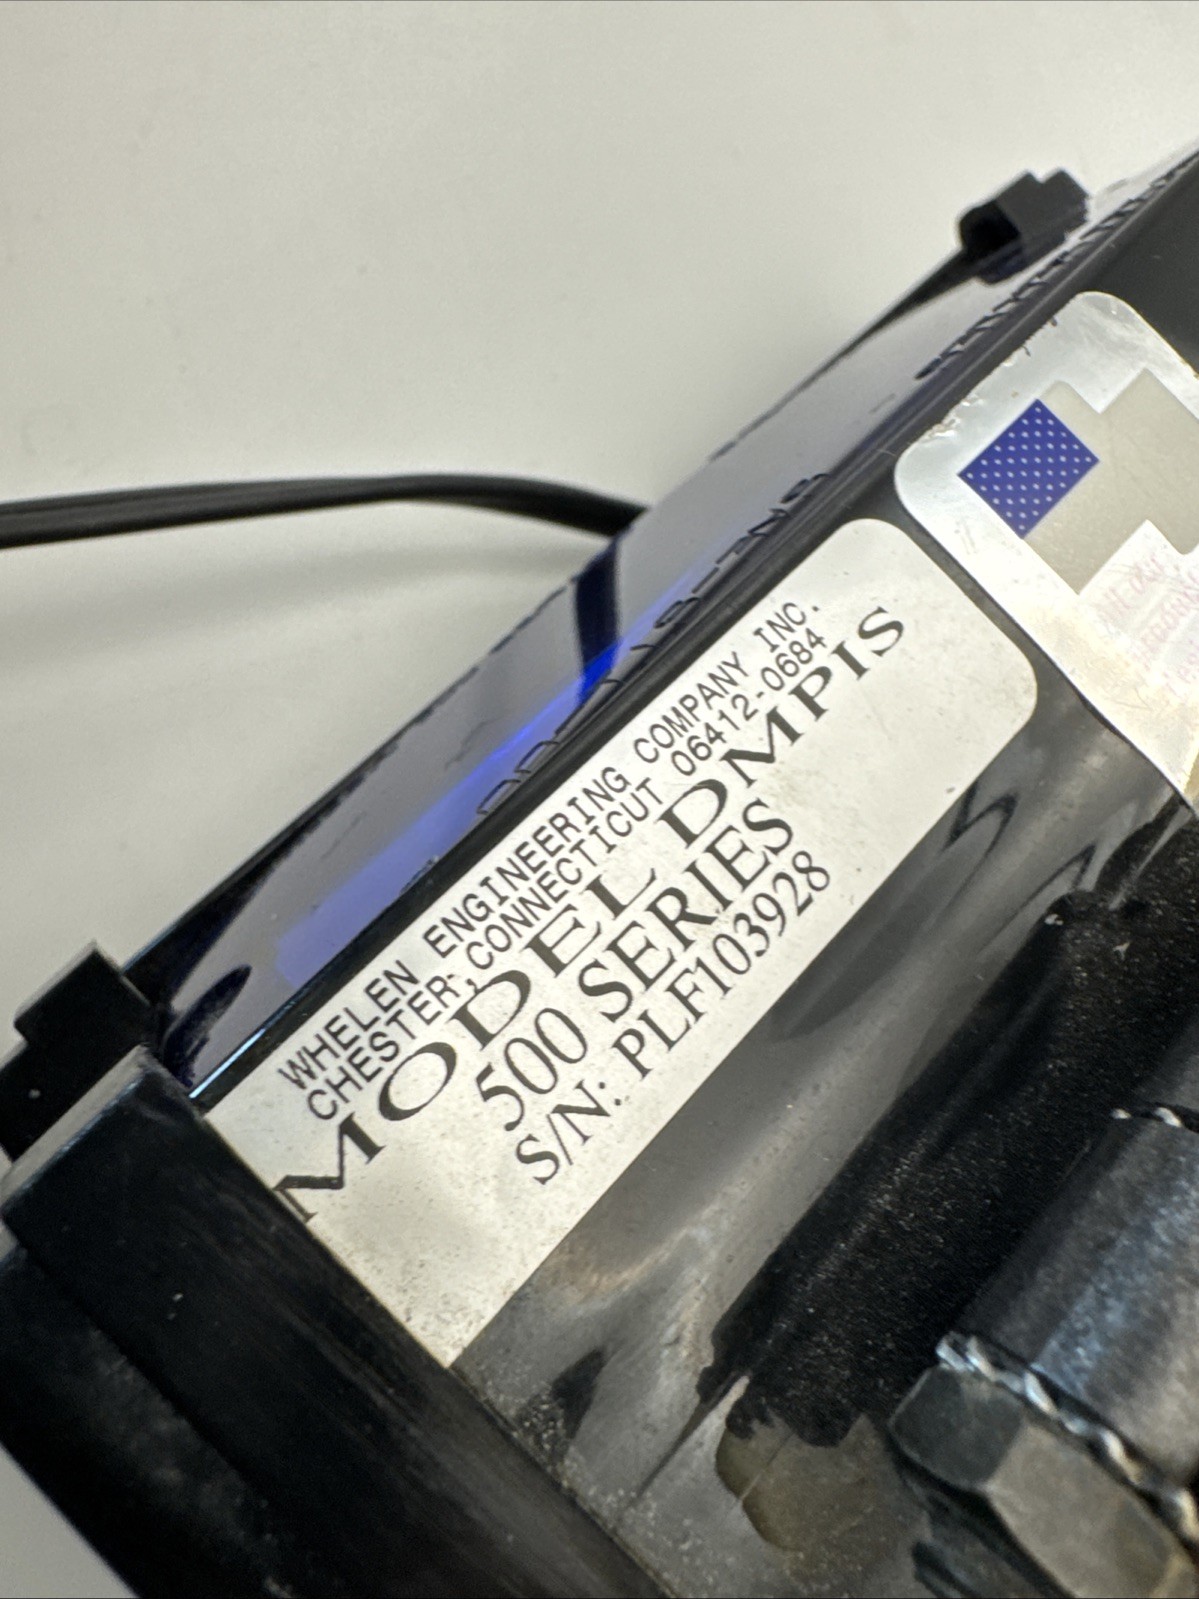 WHELEN ENGINEERING COMPANY INC.
CHESTER, CONNECTICUT 06412-0684
MODEL DMPIS
500 SERIES
S/N: PLF103928